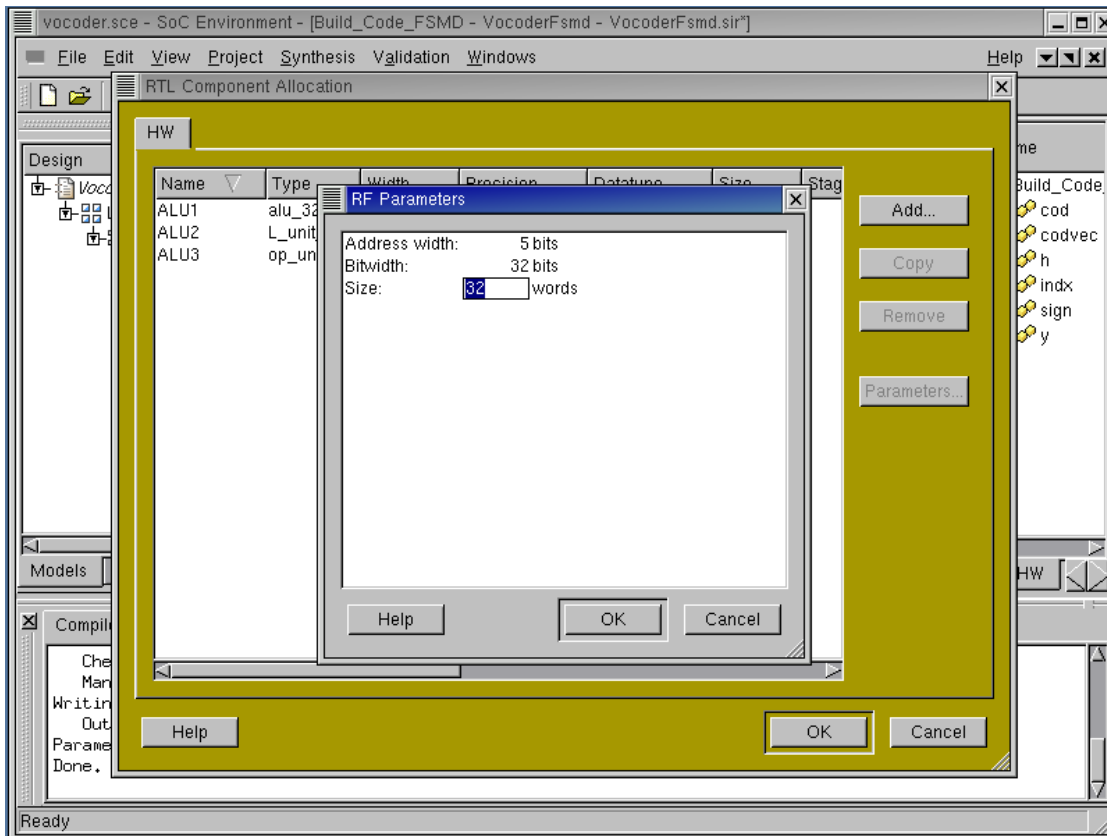 vocoder.sce - SoC Environment - [Build_Code_FSMD - VocoderFsmd - VocoderFsmd.sir*]
File Edit View Project Synthesis Validation Windows Help
RTL Component Allocation
HW
Design
Name Type Width Precision Datatype Size Stag
ALU1 alu_32
ALU2 L_unit
ALU3 op_un
Add...
Copy
Remove
Parameters...
RF Parameters
Address width: 5 bits
Bitwidth: 32 bits
Size: 32 words
Help OK Cancel
me
Build_Code_
cod
codvec
h
indx
sign
y
Models
HW
Help OK Cancel
Compil
Che
Man
Writin
Out
Parame
Done.
Ready